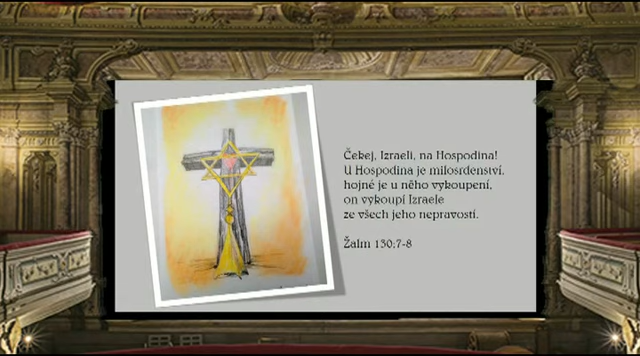 Čekej, Izraeli, na Hospodina!
U Hospodina je milosrdenství,
hojné je u něho vykoupení,
on vykoupí Izraele
ze všech jeho nepravostí.
Žalm 130;7-8